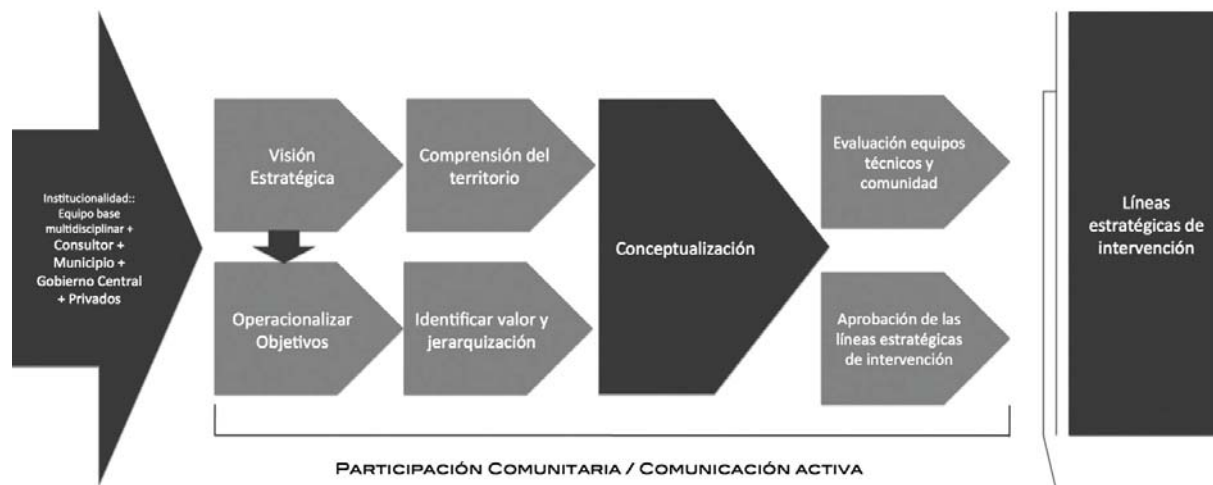 Institucionalidad::
Equipo base
multidisciplinar +
Consultor +
Municipio +
Gobierno Central
+ Privados
Visión
Estratégica
Comprensión del
territorio
Operacionalizar
Objetivos
Identificar valor y
jerarquización
Conceptualización
Evaluación equipos
técnicos y
comunidad
Aprobación de las
líneas estratégicas
de intervención
Líneas
estratégicas de
intervención
PARTICIPACIÓN COMUNITARIA / COMUNICACIÓN ACTIVA